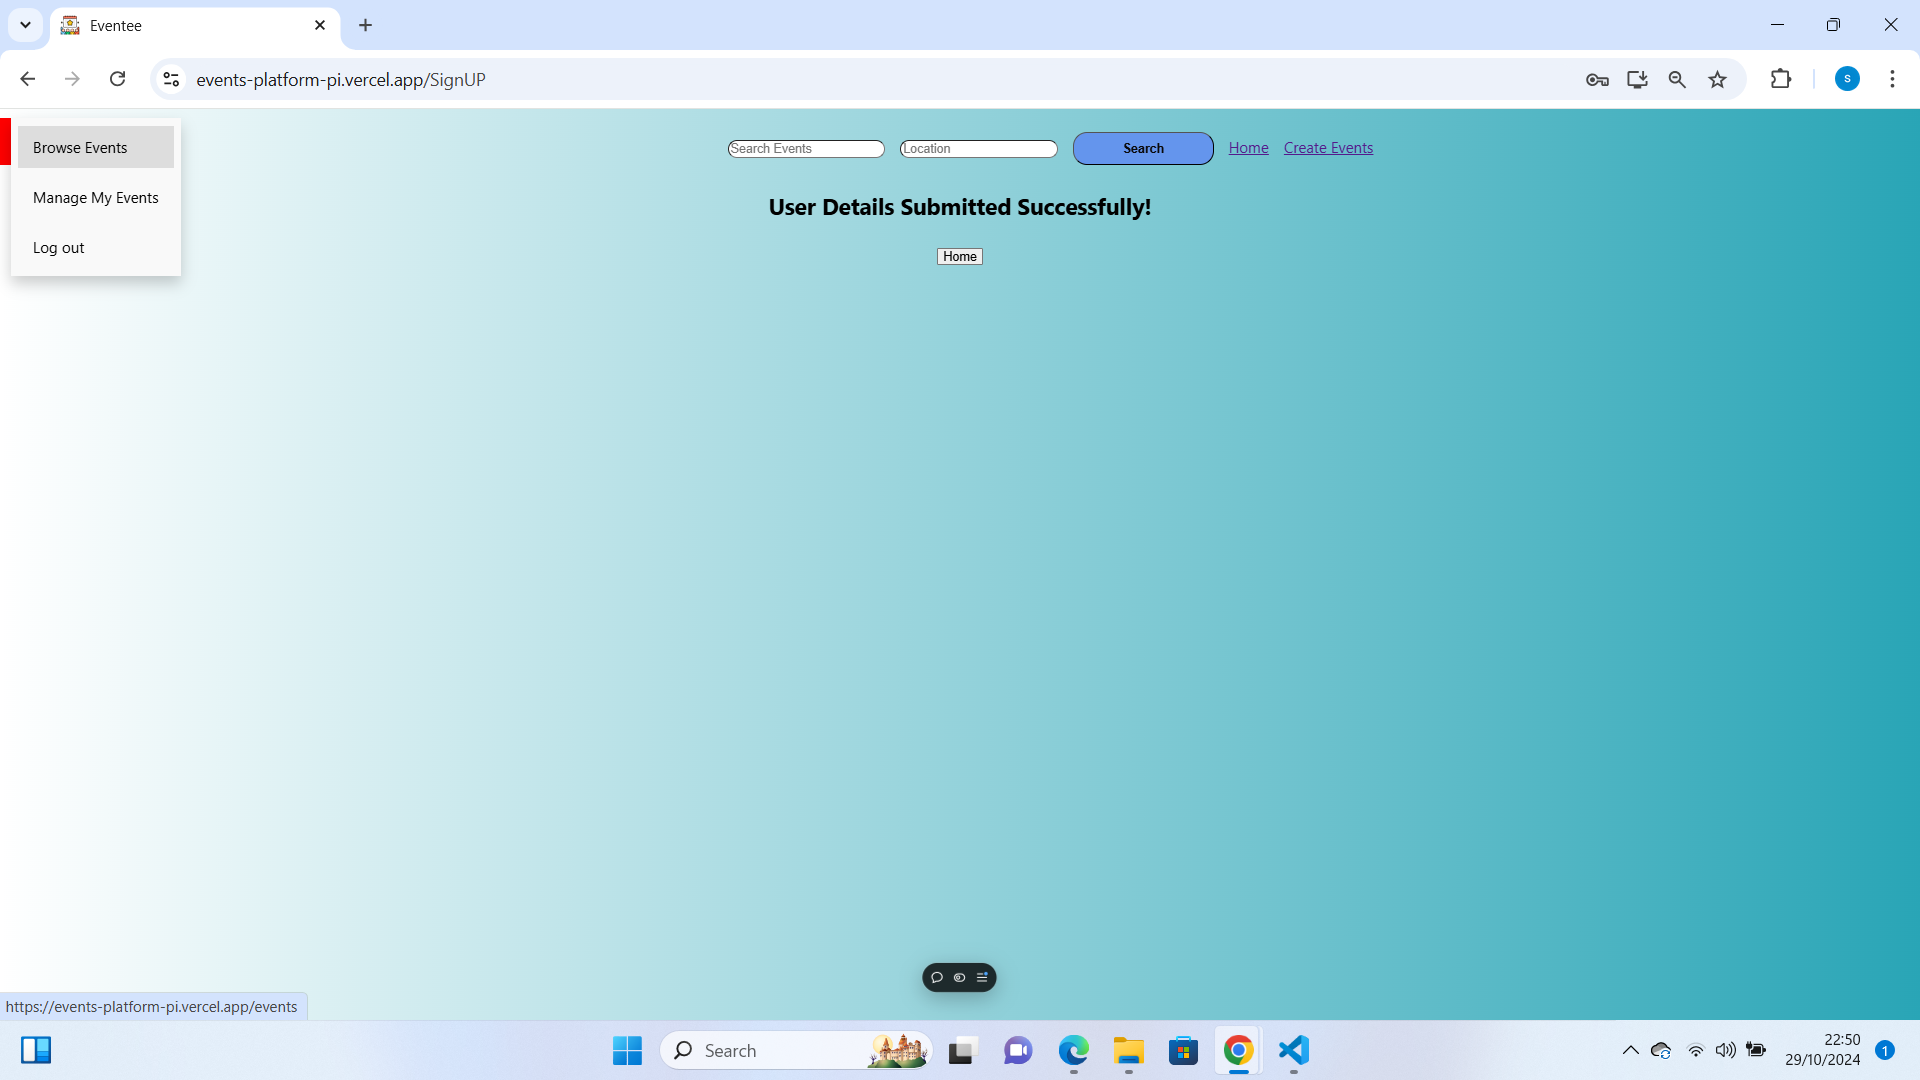 Eventee
events-platform-pi.vercel.app/SignUP
S
Browse Events
Manage My Events
Log out
Search Events
Location
Search
Home
Create Events
User Details Submitted Successfully!
Home
https://events-platform-pi.vercel.app/events
Search
22:50
29/10/2024
1